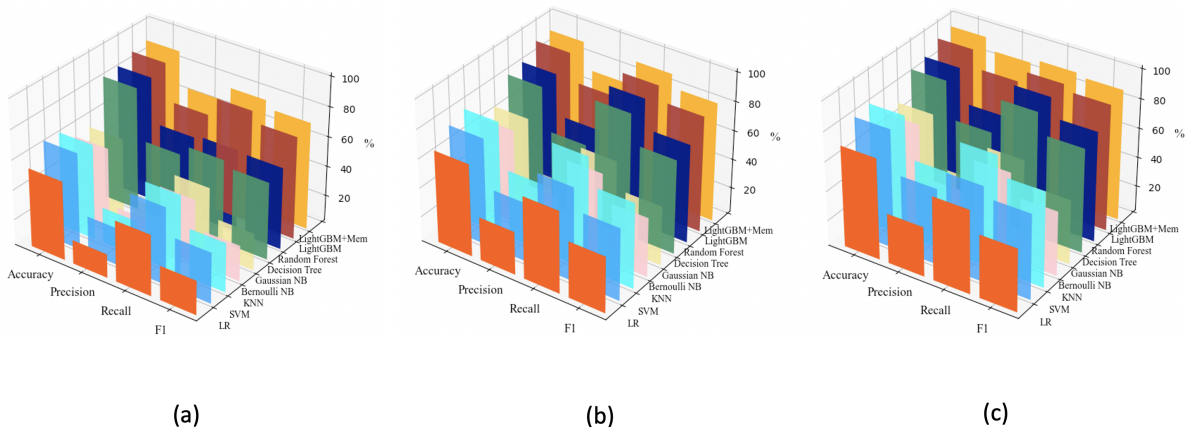 100
80
60
40
20
%
LightGBM+Mem
LightGBM
Random Forest
Decision Tree
Gaussian NB
Bernoulli NB
KNN
SVM
LR
Accuracy
Precision
Recall
F1
(a)
100
80
60
40
20
%
LightGBM+Mem
LightGBM
Random Forest
Decision Tree
Gaussian NB
Bernoulli NB
KNN
SVM
LR
Accuracy
Precision
Recall
F1
(b)
100
80
60
40
20
%
LightGBM+Mem
LightGBM
Random Forest
Decision Tree
Gaussian NB
Bernoulli NB
KNN
SVM
LR
Accuracy
Precision
Recall
F1
(c)